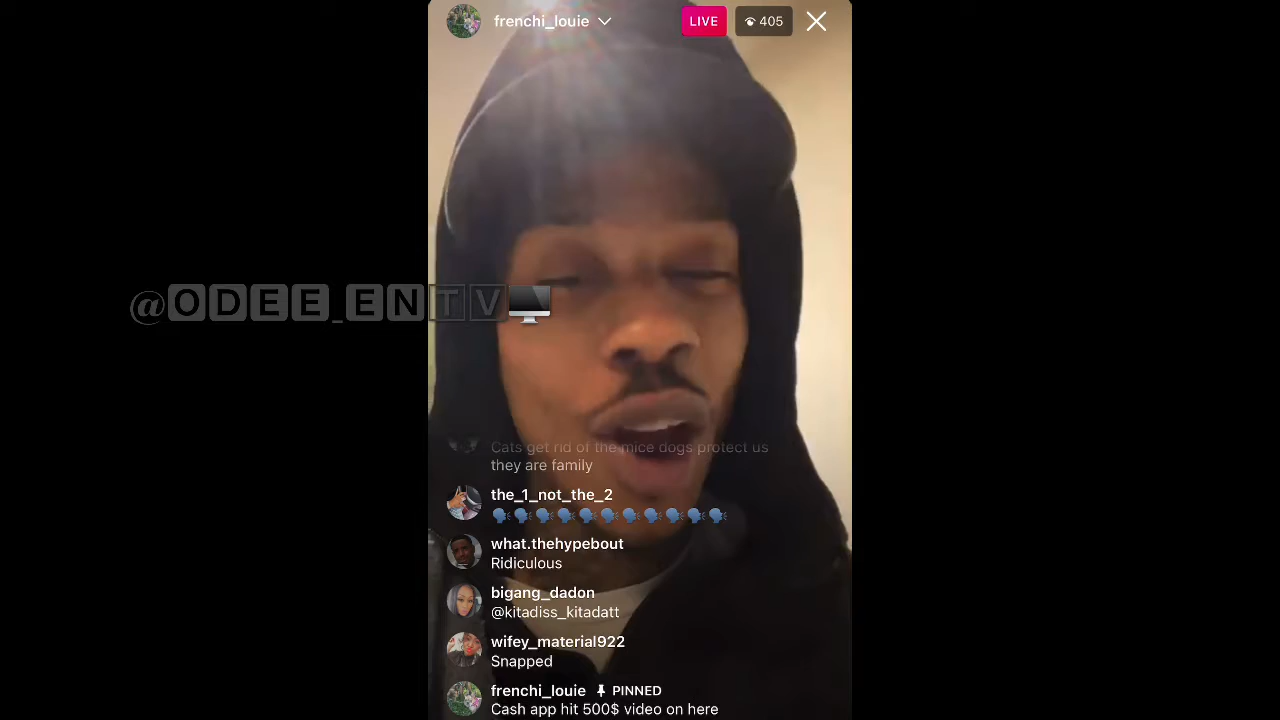 frenchi_louie
LIVE
405
@ODEE_ENTV
Cats get rid of the mice dogs protect us
they are family
the_1_not_the_2
🗣🗣🗣🗣🗣🗣🗣🗣🗣🗣🗣
what.thehypebout
Ridiculous
bigang_dadon
@kitadiss_kitadatt
wifey_material922
Snapped
frenchi_louie PINNED
Cash app hit 500$ video on here